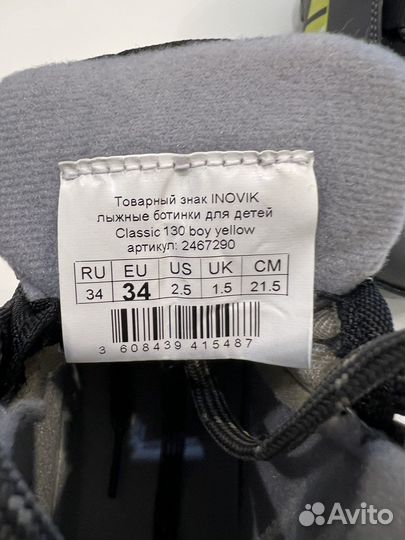 Товарный знак INOVIK
лыжные ботинки для детей
Classic 130 boy yellow
артикул: 2467290
RU EU US UK CM
34 34 2.5 1.5 21.5
3 608439 415487
Avito